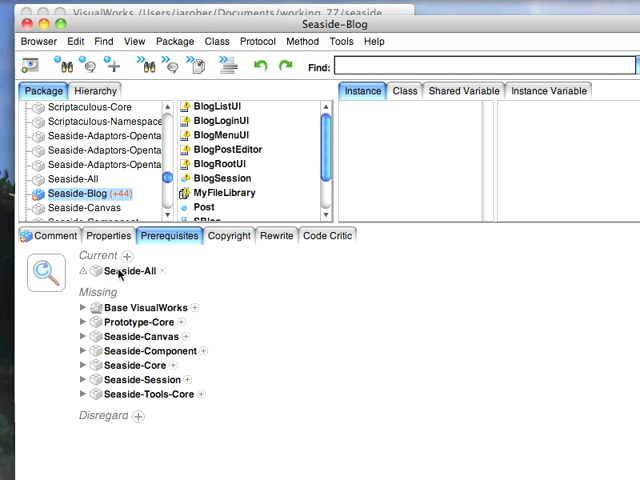 VisualWorks /Users/jarober/Documents/working_77/seaside
Seaside-Blog
Browser Edit Find View Package Class Protocol Method Tools Help
Find:
Package Hierarchy
Instance Class Shared Variable Instance Variable
Scriptaculous-Core
Scriptaculous-Namespace
Seaside-Adaptors-Openta
Seaside-Adaptors-Openta
Seaside-Adaptors-Openta
Seaside-All
Seaside-Blog (+44)
Seaside-Canvas
Seaside-Component
BlogListUI
BlogLoginUI
BlogMenuUI
BlogPostEditor
BlogRootUI
BlogSession
MyFileLibrary
Post
SBlog
Comment Properties Prerequisites Copyright Rewrite Code Critic
Current
Seaside-All
Missing
Base VisualWorks
Prototype-Core
Seaside-Canvas
Seaside-Component
Seaside-Core
Seaside-Session
Seaside-Tools-Core
Disregard